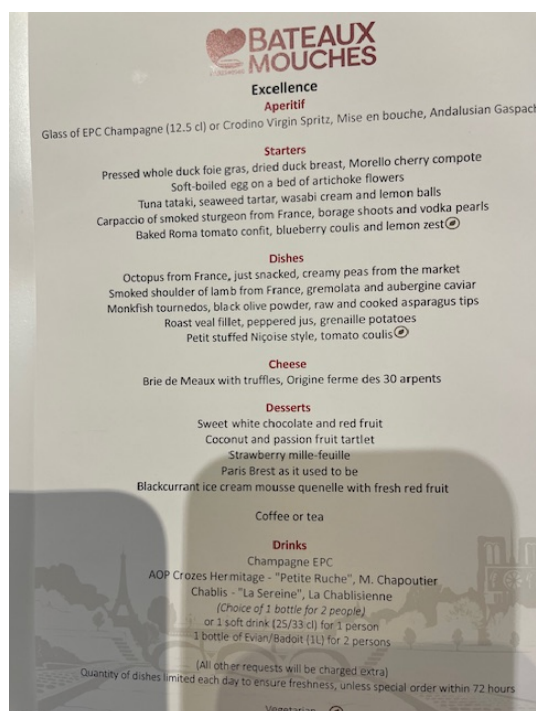 BATEAUX
MOUCHES
Excellence
Aperitif
Glass of EPC Champagne (12.5 cl) or Crodino Virgin Spritz, Mise en bouche, Andalusian Gaspach
Starters
Pressed whole duck foie gras, dried duck breast, Morello cherry compote
Soft-boiled egg on a bed of artichoke flowers
Tuna tataki, seaweed tartar, wasabi cream and lemon balls
Carpaccio of smoked sturgeon from France, borage shoots and vodka pearls
Baked Roma tomato confit, blueberry coulis and lemon zest
Dishes
Octopus from France, just snacked, creamy peas from the market
Smoked shoulder of lamb from France, gremolata and aubergine caviar
Monkfish tournedos, black olive powder, raw and cooked asparagus tips
Roast veal fillet, peppered jus, grenaille potatoes
Petit stuffed Niçoise style, tomato coulis
Cheese
Brie de Meaux with truffles, Origine ferme des 30 arpents
Desserts
Sweet white chocolate and red fruit
Coconut and passion fruit tartlet
Strawberry mille-feuille
Paris Brest as it used to be
Blackcurrant ice cream mousse quenelle with fresh red fruit
Coffee or tea
Drinks
Champagne EPC
AOP Crozes Hermitage - "Petite Ruche", M. Chapoutier
Chablis - "La Sereine", La Chablisienne
(Choice of 1 bottle for 2 people)
or 1 soft drink (25/33 cl) for 1 person
1 bottle of Evian/Badoit (1L) for 2 persons
(All other requests will be charged extra)
Quantity of dishes limited each day to ensure freshness, unless special order within 72 hours
Vegetarian